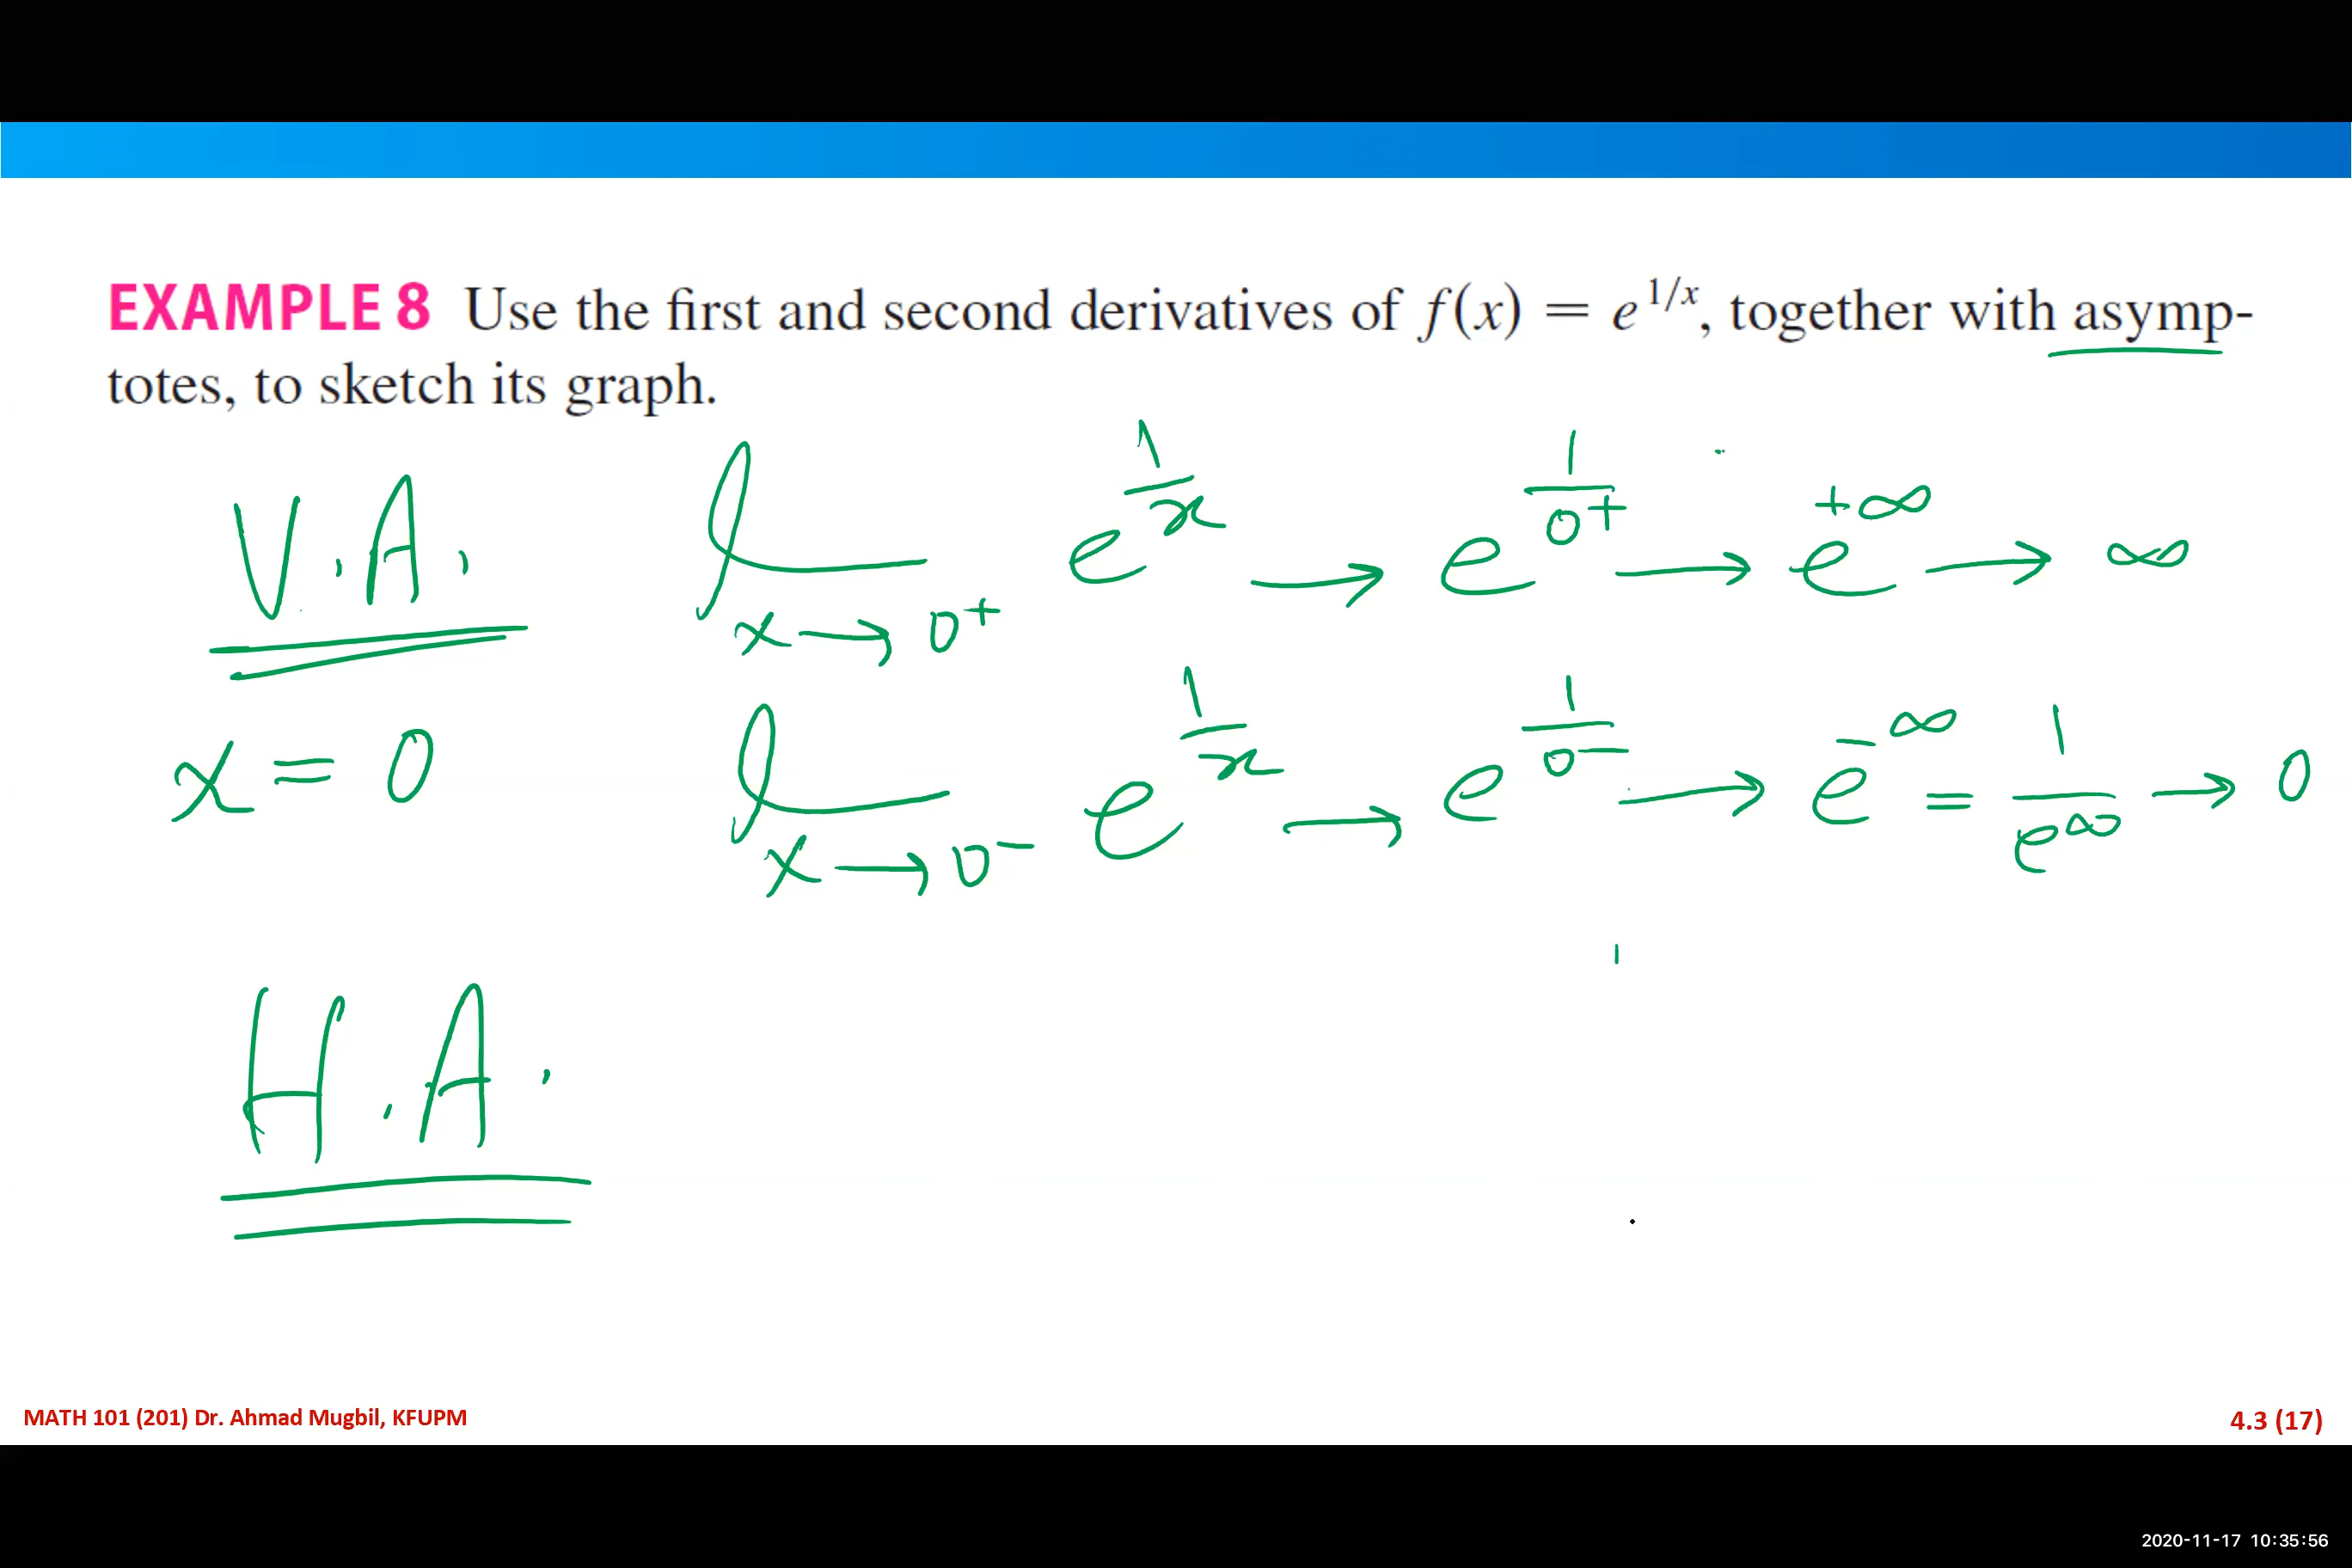 EXAMPLE 8 Use the first and second derivatives of f(x) = e^{1/x}, together with asymp-
totes, to sketch its graph.
V.A. l x → 0⁺ e^{1/x} → e^{1/0⁺} → e^{+∞} → ∞
x = 0 l x → 0⁻ e^{1/x} → e^{1/0⁻} → e^{-∞} = 1/e^∞ → 0
H.A.
MATH 101 (201) Dr. Ahmad Mugbil, KFUPM 4.3 (17)
2020-11-17 10:35:56